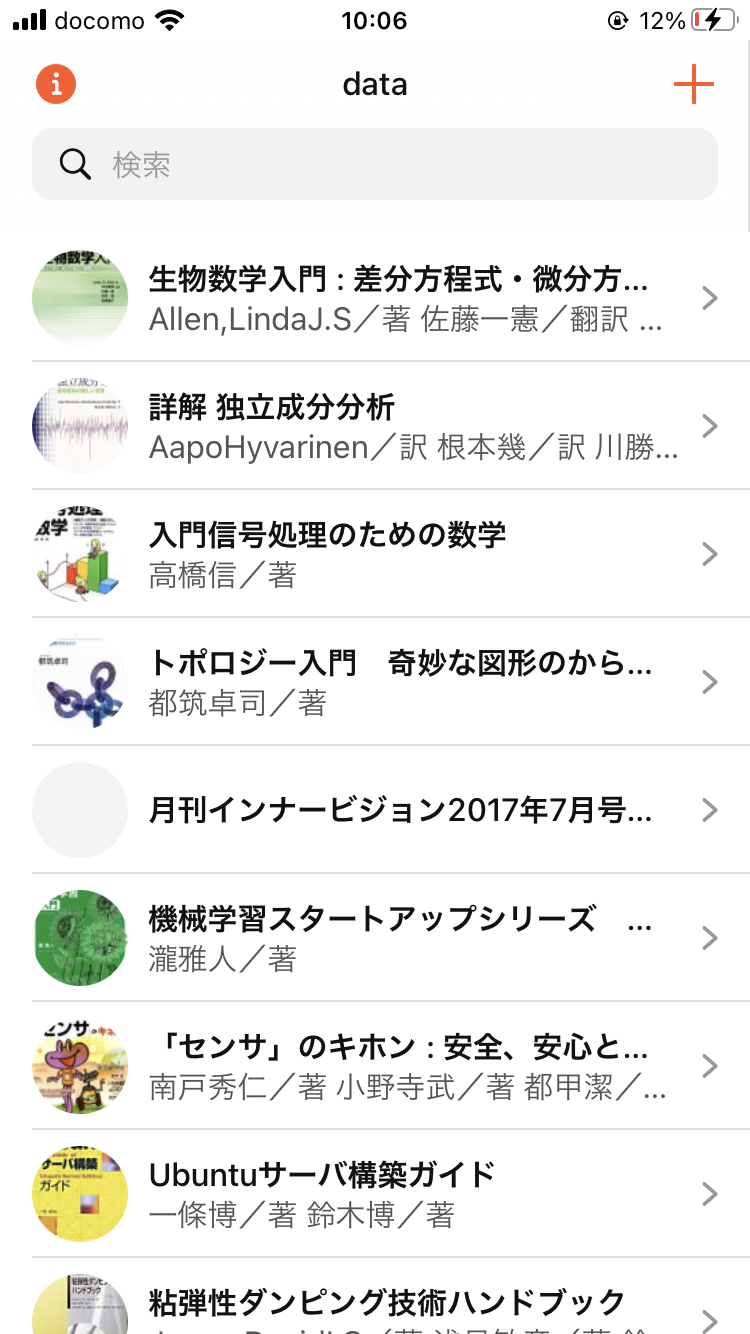 docomo 10:06 12%
data
検索
生物数学入門 : 差分方程式・微分方...
Allen,LindaJ.S／著 佐藤一憲／翻訳 ...
詳解 独立成分分析
AapoHyvarinen／訳 根本幾／訳 川勝...
入門信号処理のための数学
高橋信／著
トポロジー入門　奇妙な図形のから...
都筑卓司／著
月刊インナービジョン2017年7月号...
機械学習スタートアップシリーズ　...
瀧雅人／著
「センサ」のキホン : 安全、安心と...
南戸秀仁／著 小野寺武／著 都甲潔／...
Ubuntuサーバ構築ガイド
一條博／著 鈴木博／著
粘弾性ダンピング技術ハンドブック